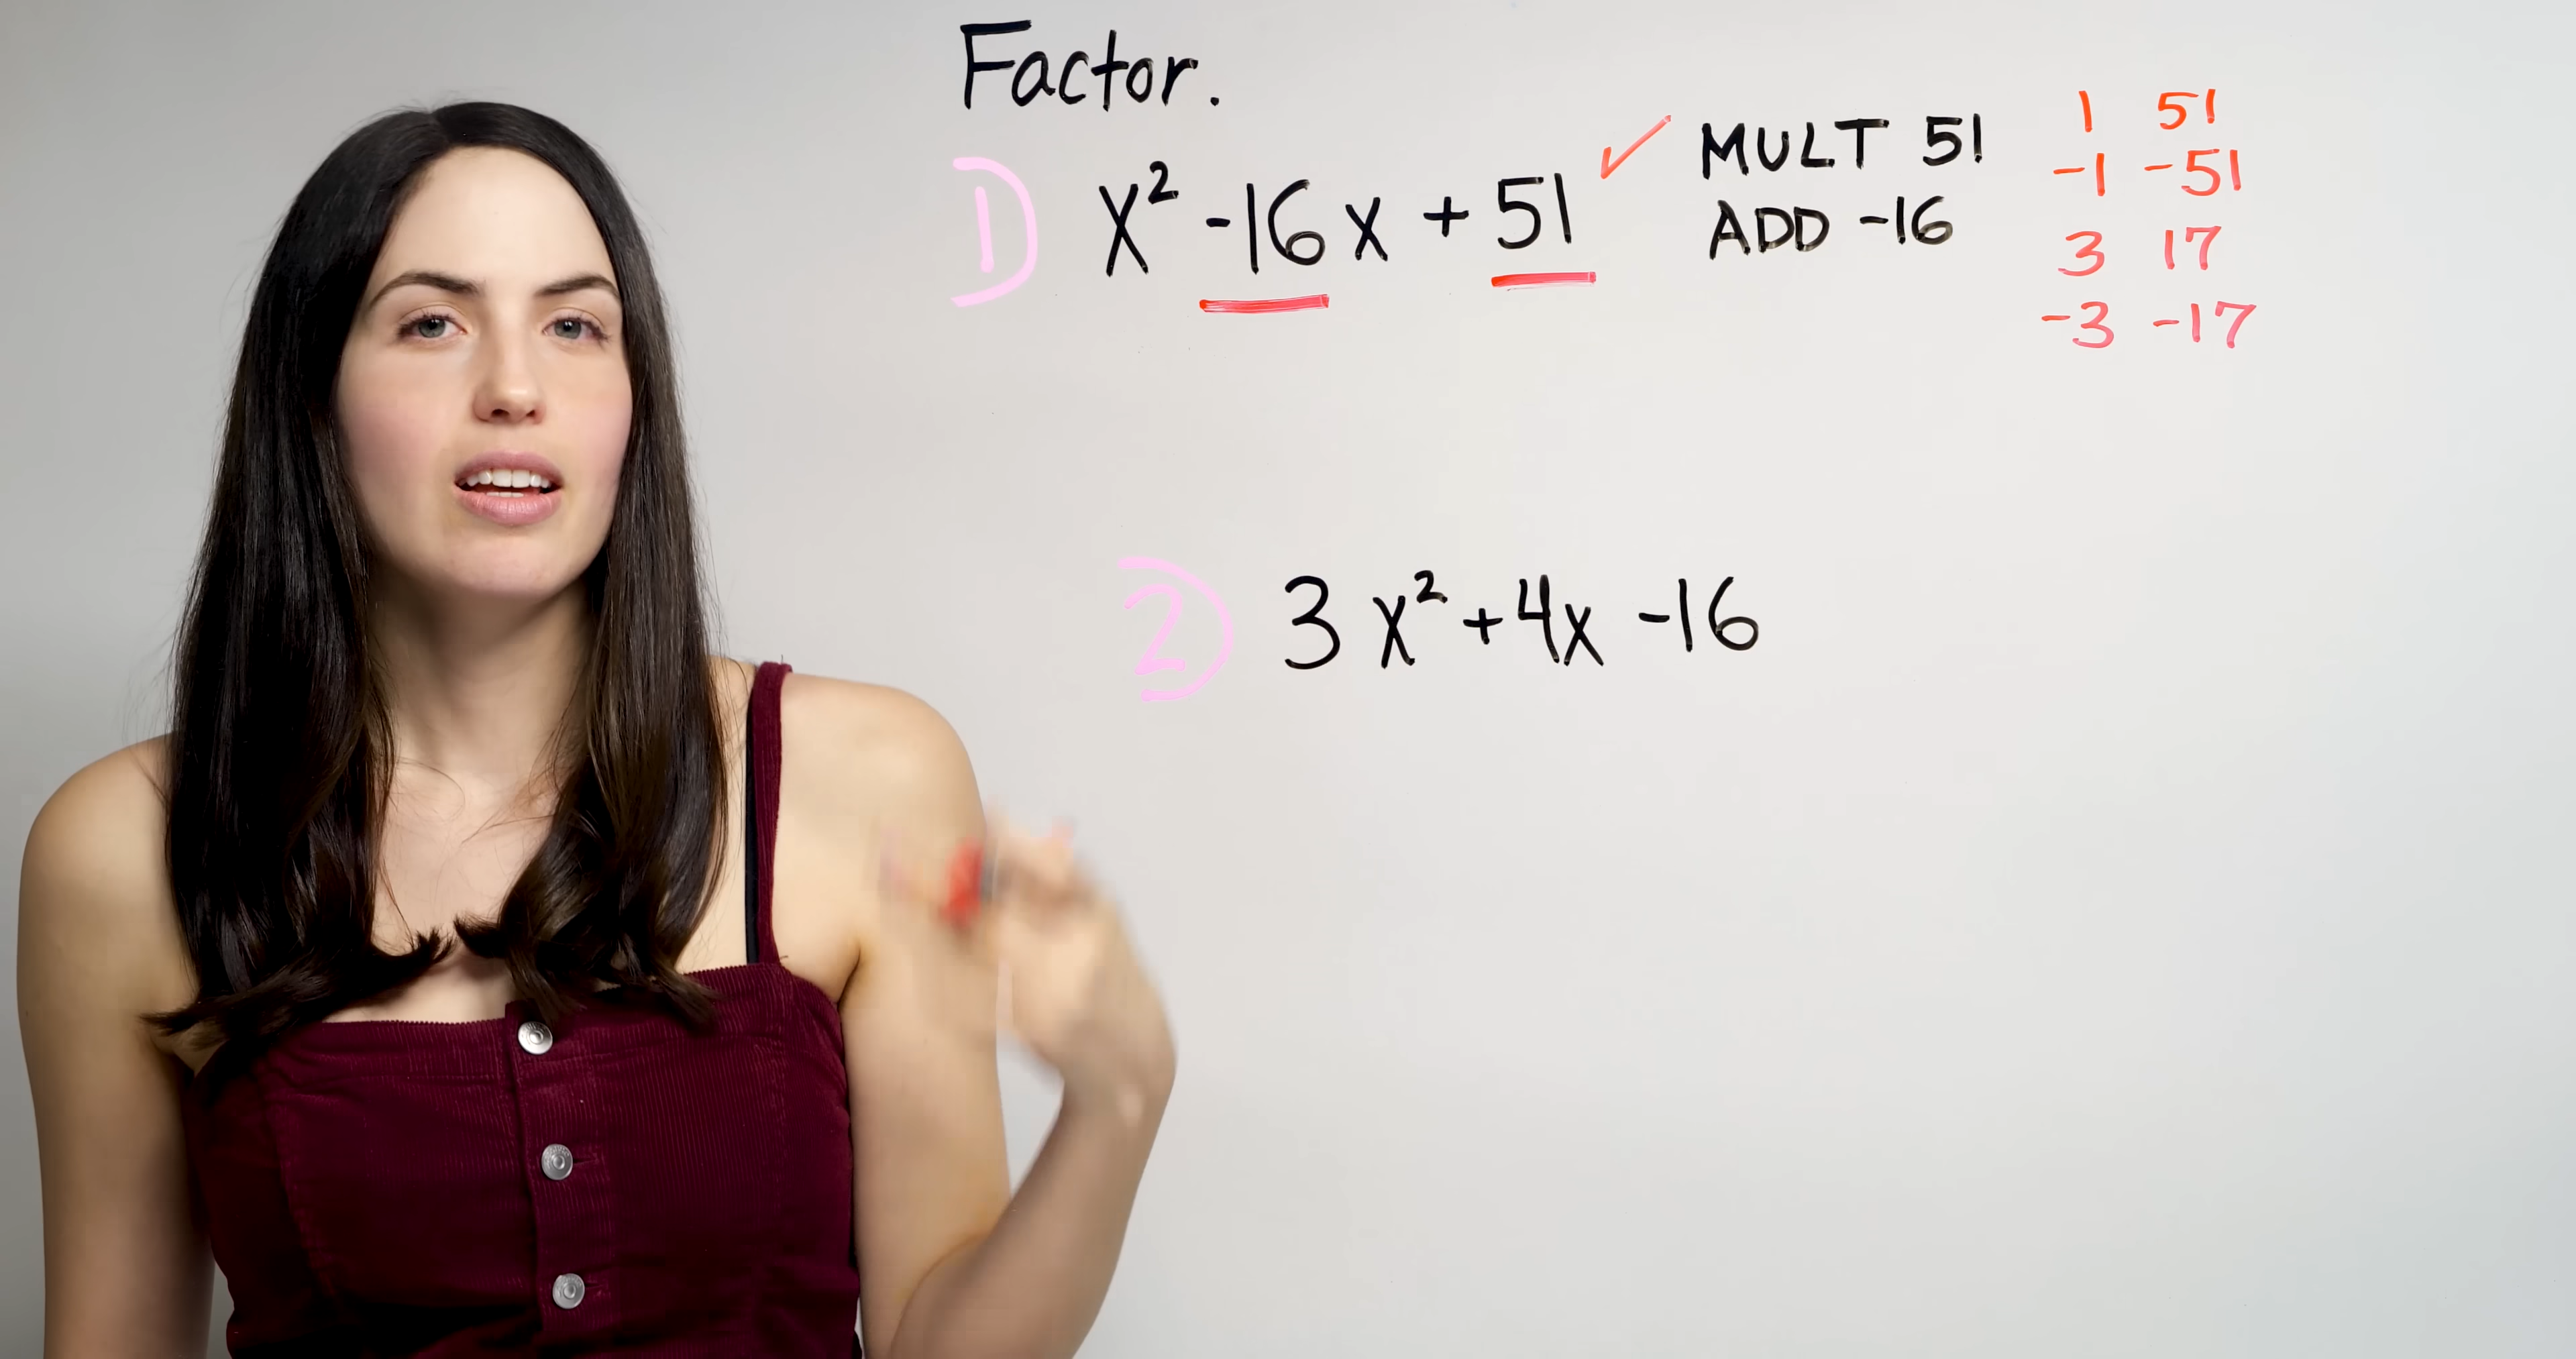 Factor.
1) x² -16x + 51 ✓
MULT 51
ADD -16
1 51
-1 -51
3 17
-3 -17
2) 3x² +4x -16